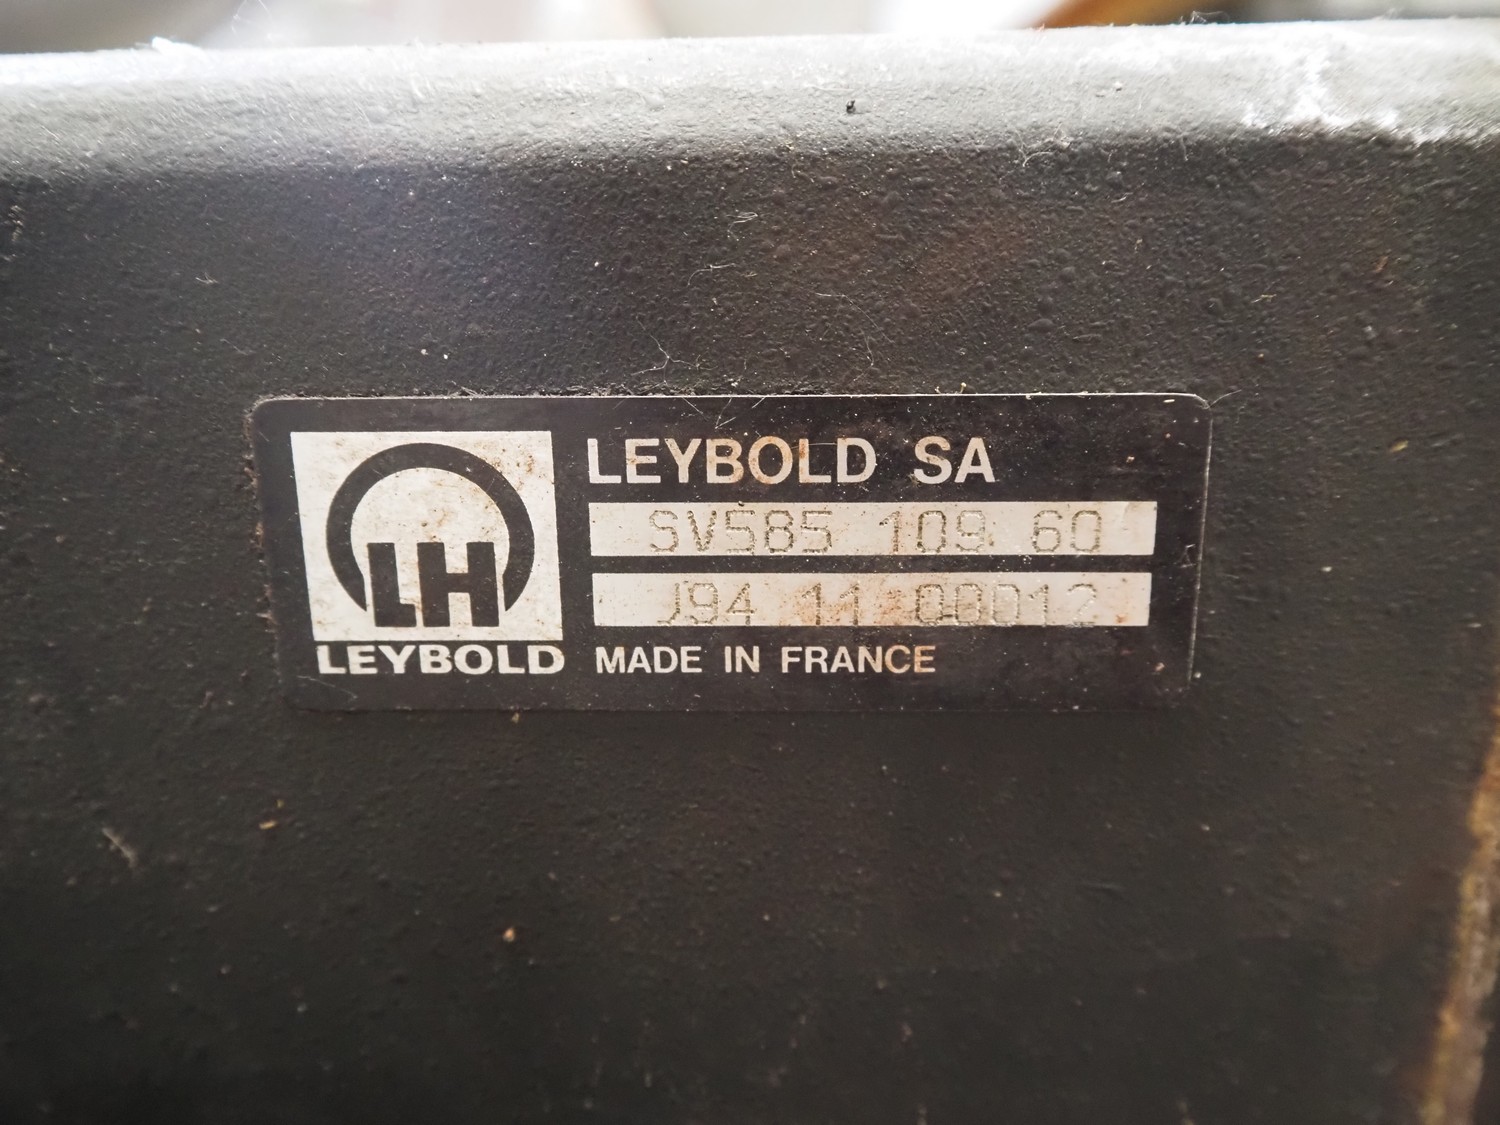 LEYBOLD SA
SV585 109 60
J94 11 00012
LH
LEYBOLD
MADE IN FRANCE